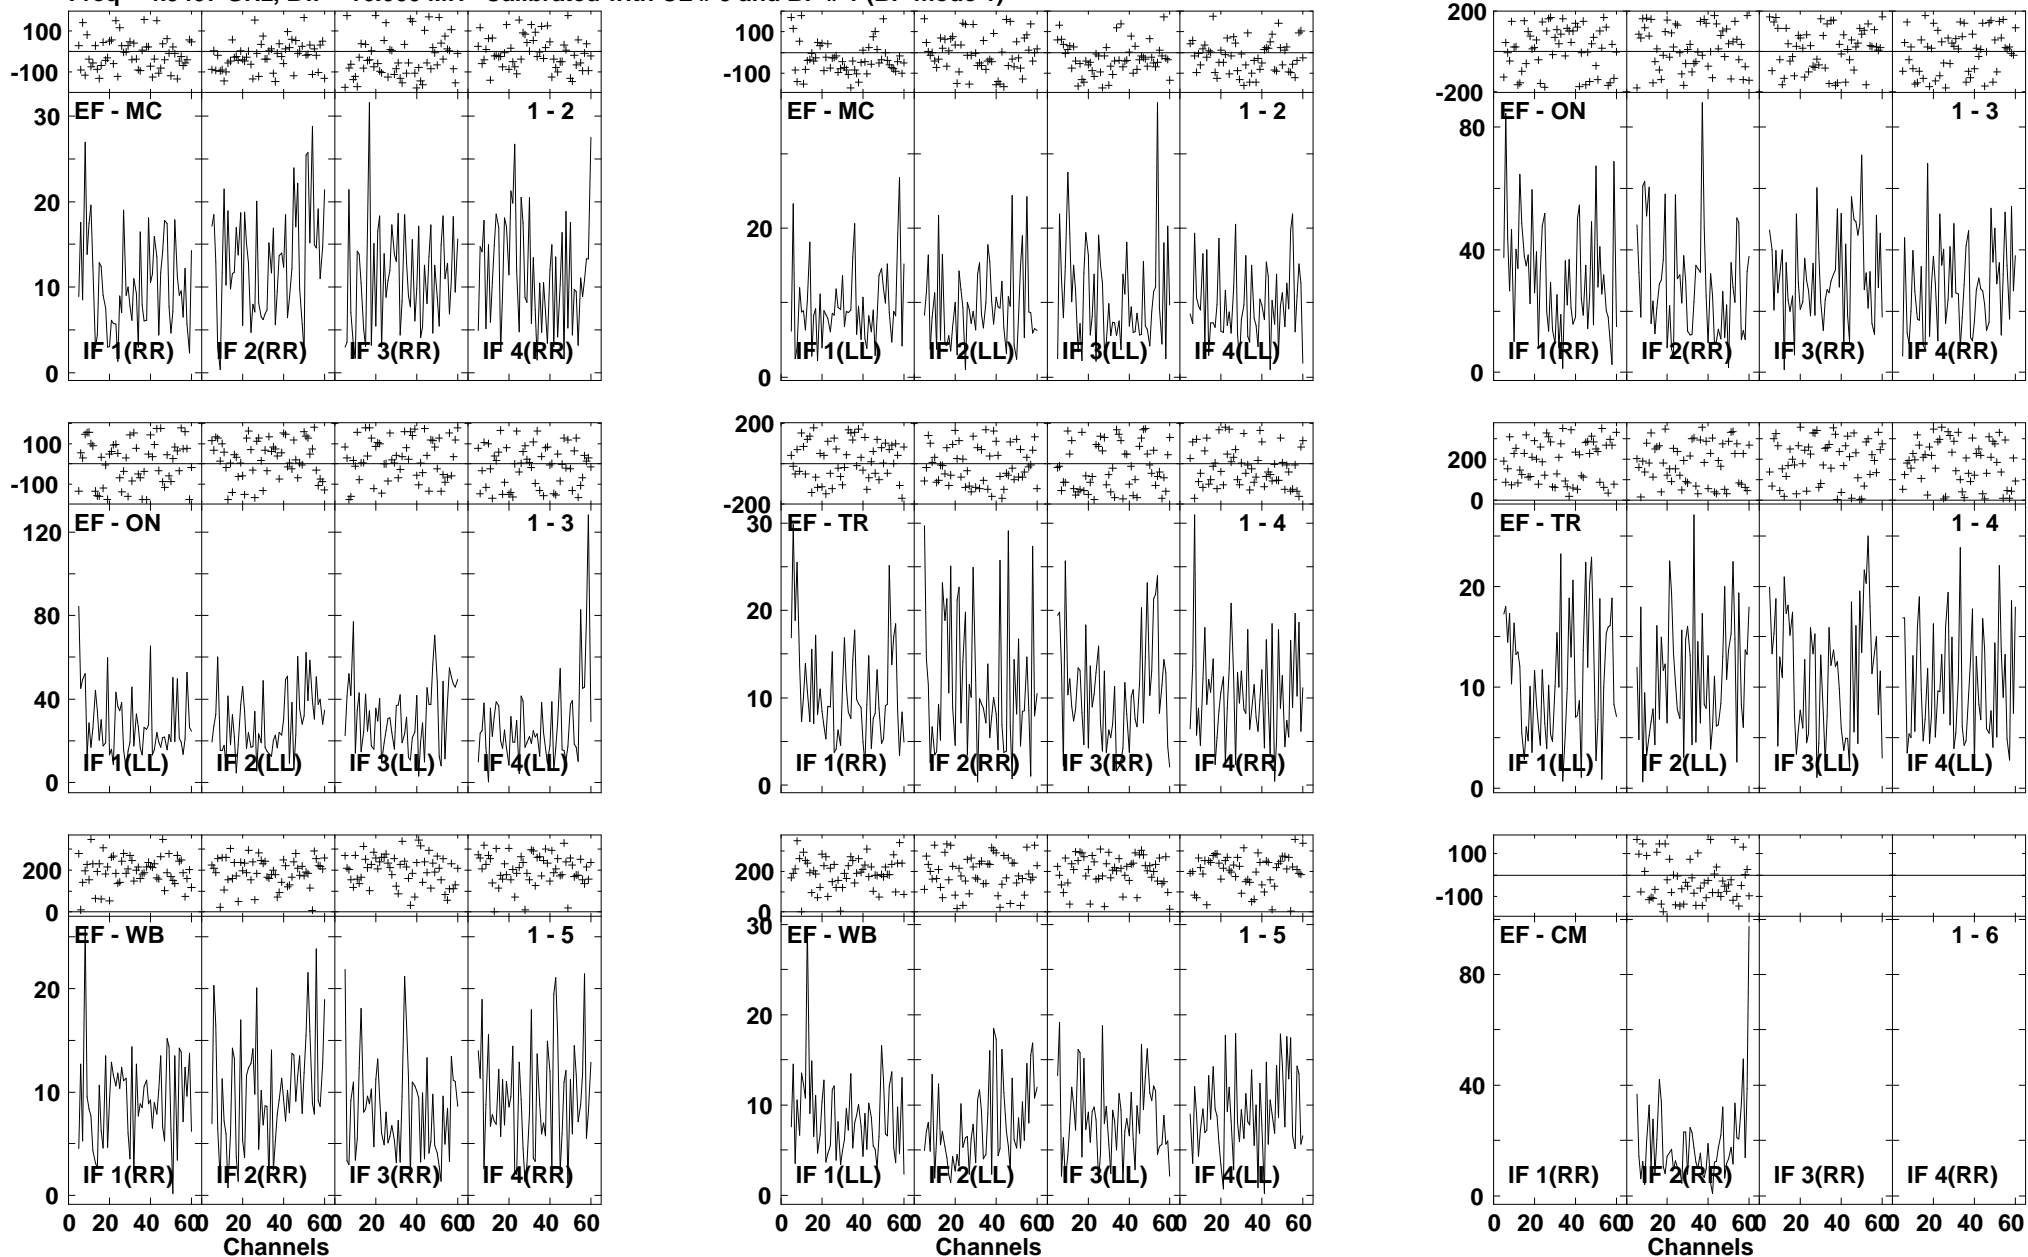 100
-100
30
20
10
0
EF - MC 1 - 2
IF 1(RR) IF 2(RR) IF 3(RR) IF 4(RR)
100
-100
20
0
EF - MC 1 - 2
IF 1(LL) IF 2(LL) IF 3(LL) IF 4(LL)
200
-200
80
40
0
EF - ON 1 - 3
IF 1(RR) IF 2(RR) IF 3(RR) IF 4(RR)
100
-100
120
80
40
0
EF - ON 1 - 3
IF 1(LL) IF 2(LL) IF 3(LL) IF 4(LL)
200
-200
30
20
10
0
EF - TR 1 - 4
IF 1(RR) IF 2(RR) IF 3(RR) IF 4(RR)
200
0
20
10
0
EF - TR 1 - 4
IF 1(LL) IF 2(LL) IF 3(LL) IF 4(LL)
200
0
20
10
0
EF - WB 1 - 5
IF 1(RR) IF 2(RR) IF 3(RR) IF 4(RR)
0 20 40 60 0 20 40 60 0 20 40 60 0 20 40 60
Channels
200
0
30
20
10
0
EF - WB 1 - 5
IF 1(LL) IF 2(LL) IF 3(LL) IF 4(LL)
0 20 40 60 0 20 40 60 0 20 40 60 0 20 40 60
Channels
100
-100
80
40
0
EF - CM 1 - 6
IF 1(RR) IF 2(RR) IF 3(RR) IF 4(RR)
0 20 40 60 0 20 40 60 0 20 40 60 0 20 40 60
Channels